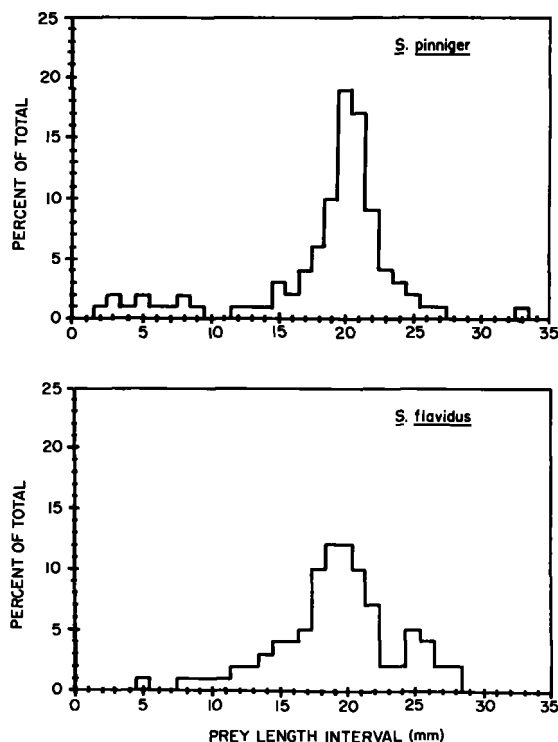 25
20
15
10
5
0
PERCENT OF TOTAL
S. pinniger
0 5 10 15 20 25 30 35
25
20
15
10
5
0
PERCENT OF TOTAL
S. flavidus
0 5 10 15 20 25 30 35
PREY LENGTH INTERVAL (mm)